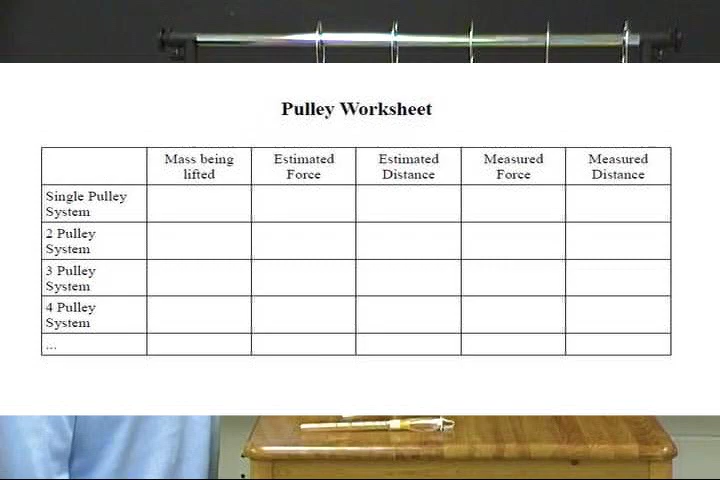 Pulley Worksheet
Mass being
lifted
Estimated
Force
Estimated
Distance
Measured
Force
Measured
Distance
Single Pulley
System
2 Pulley
System
3 Pulley
System
4 Pulley
System
...